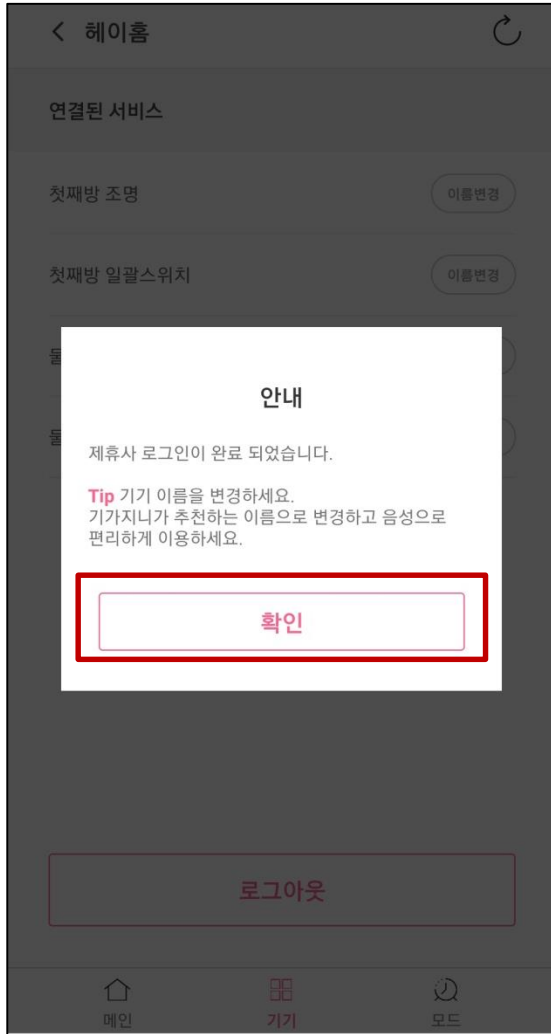 헤이홈
연결된 서비스
첫째방 조명
이름변경
첫째방 일괄스위치
이름변경
안내
제휴사 로그인이 완료 되었습니다.
Tip 기기 이름을 변경하세요.
기가지니가 추천하는 이름으로 변경하고 음성으로
편리하게 이용하세요.
확인
로그아웃
메인
기기
모드